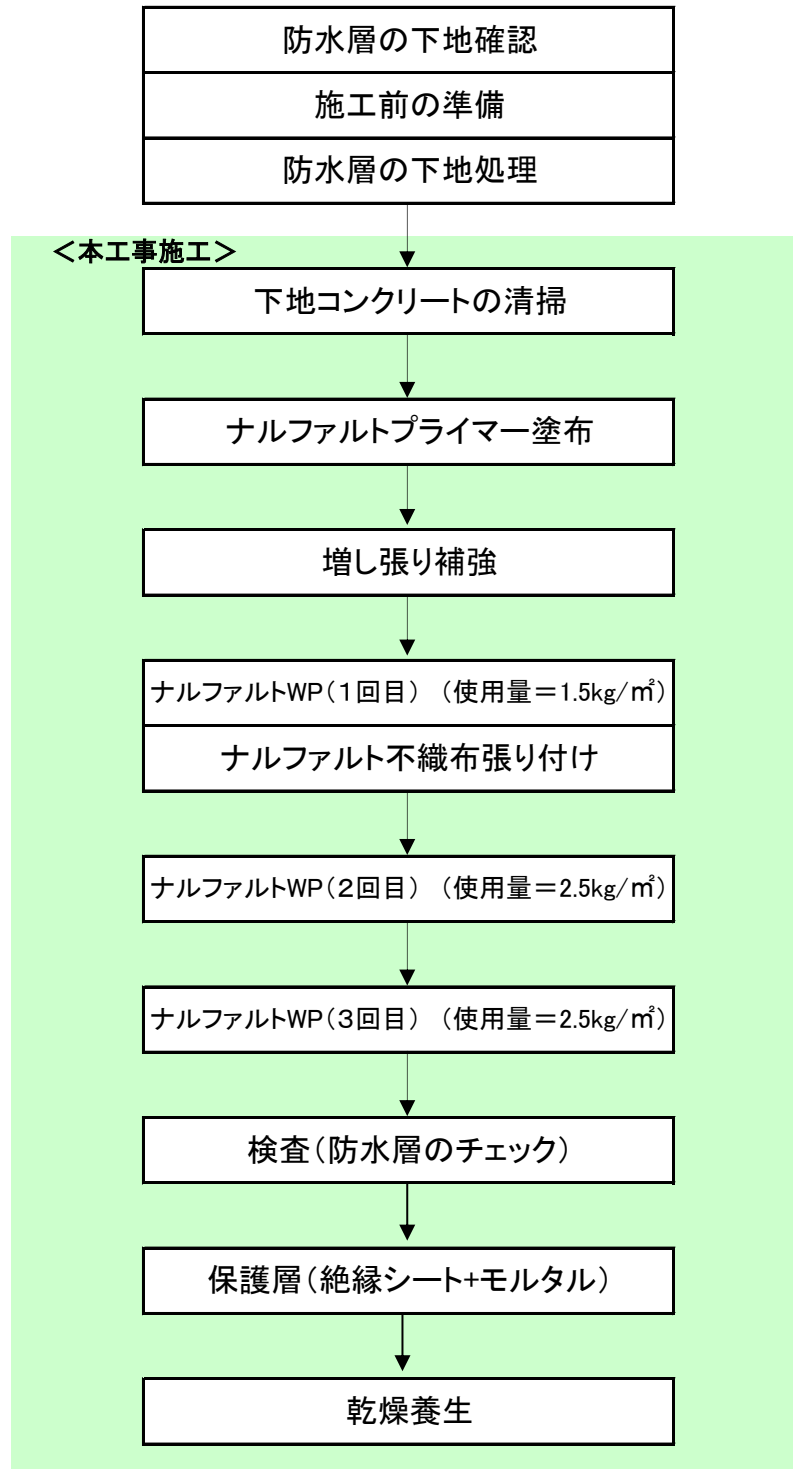 防水層の下地確認
施工前の準備
防水層の下地処理
＜本工事施工＞
下地コンクリートの清掃
ナルファルトプライマー塗布
増し張り補強
ナルファルトWP（１回目）　（使用量＝1.5kg/㎡）
ナルファルト不織布張り付け
ナルファルトWP（２回目）　（使用量＝2.5kg/㎡）
ナルファルトWP（３回目）　（使用量＝2.5kg/㎡）
検査（防水層のチェック）
保護層（絶縁シート+モルタル）
乾燥養生